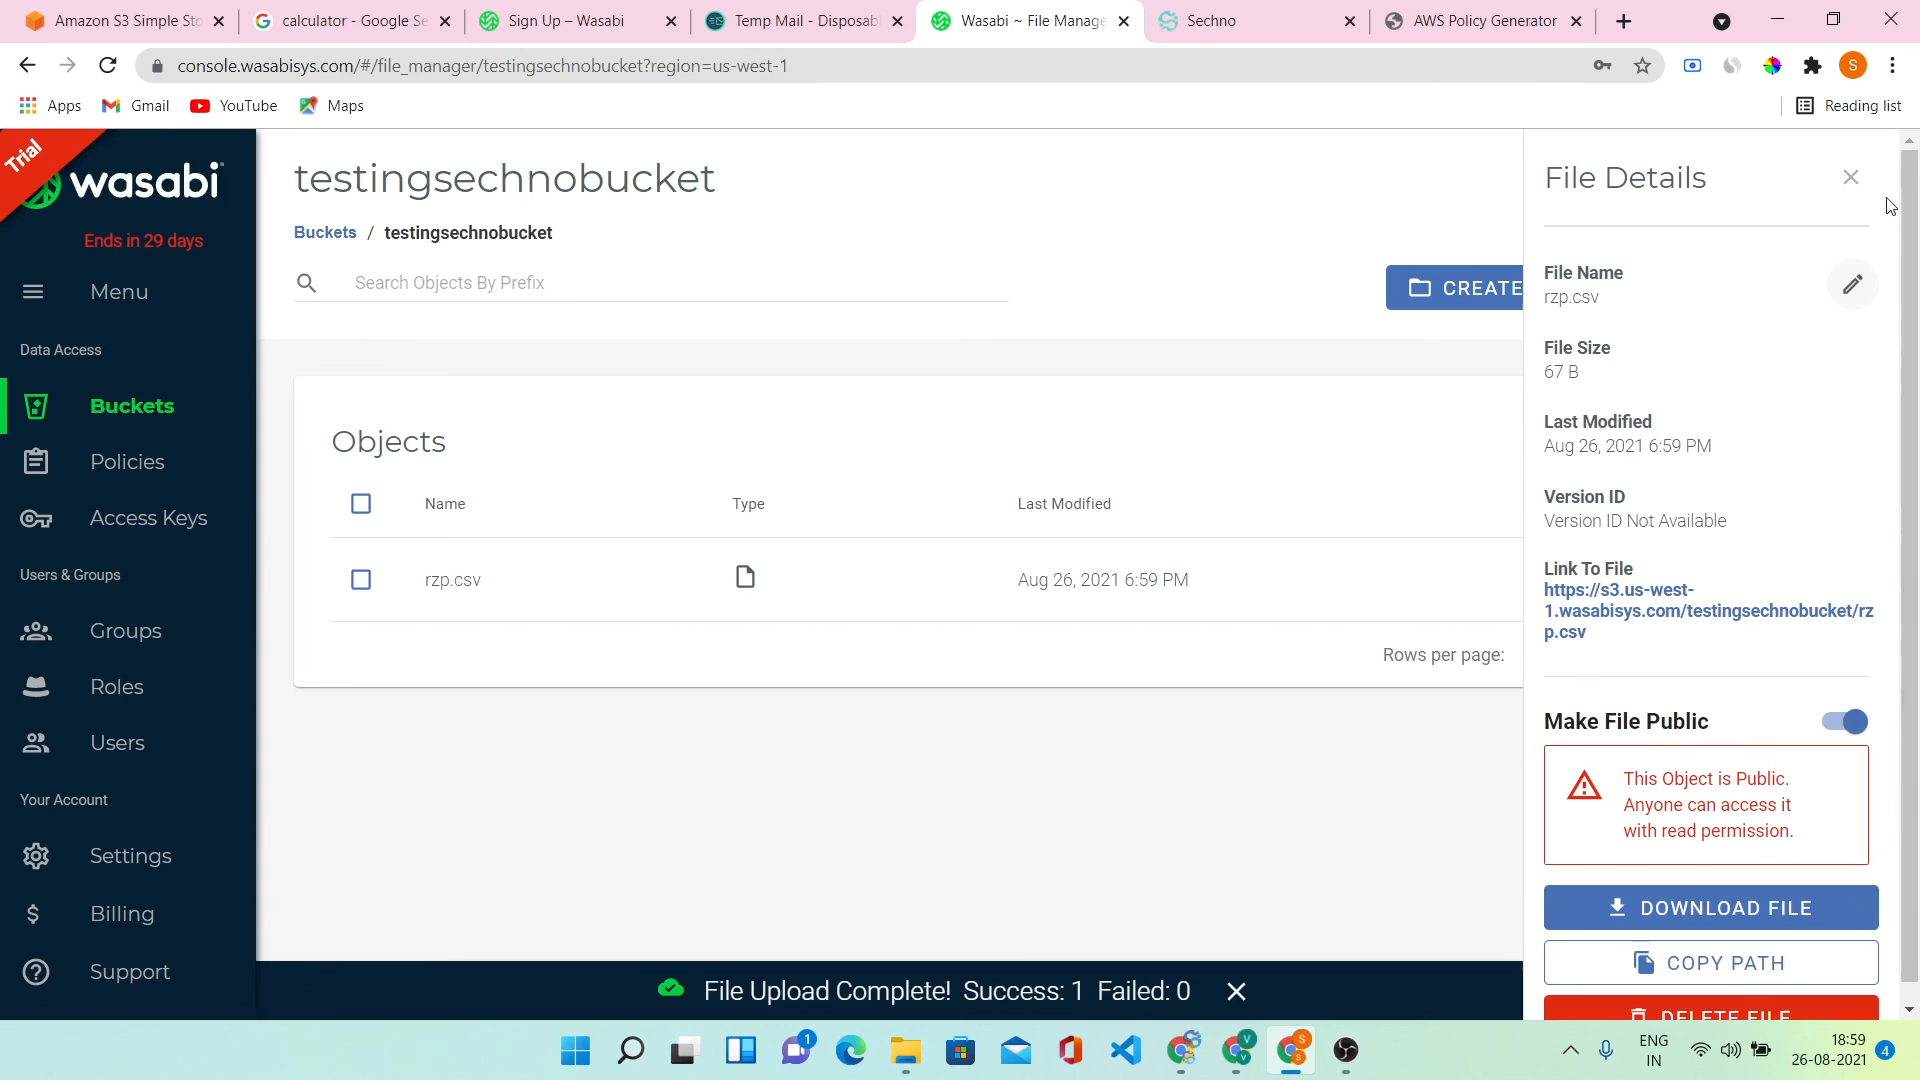 Amazon S3 Simple Sto
calculator - Google Se
Sign Up – Wasabi
Temp Mail - Disposab
Wasabi ~ File Manage
Sechno
AWS Policy Generator
console.wasabisys.com/#/file_manager/testingsechnobucket?region=us-west-1
S
Apps
Gmail
YouTube
Maps
Reading list
Trial
wasabi
Ends in 29 days
Menu
Data Access
Buckets
Policies
Access Keys
Users & Groups
Groups
Roles
Users
Your Account
Settings
Billing
Support
testingsechnobucket
Buckets / testingsechnobucket
Search Objects By Prefix
CREATE
Objects
Name Type Last Modified
rzp.csv Aug 26, 2021 6:59 PM
Rows per page:
File Upload Complete! Success: 1 Failed: 0
File Details
File Name
rzp.csv
File Size
67 B
Last Modified
Aug 26, 2021 6:59 PM
Version ID
Version ID Not Available
Link To File
https://s3.us-west-
1.wasabisys.com/testingsechnobucket/rz
p.csv
Make File Public
This Object is Public.
Anyone can access it
with read permission.
DOWNLOAD FILE
COPY PATH
DELETE FILE
1
V
V
S
S
ENG
IN
18:59
26-08-2021
4